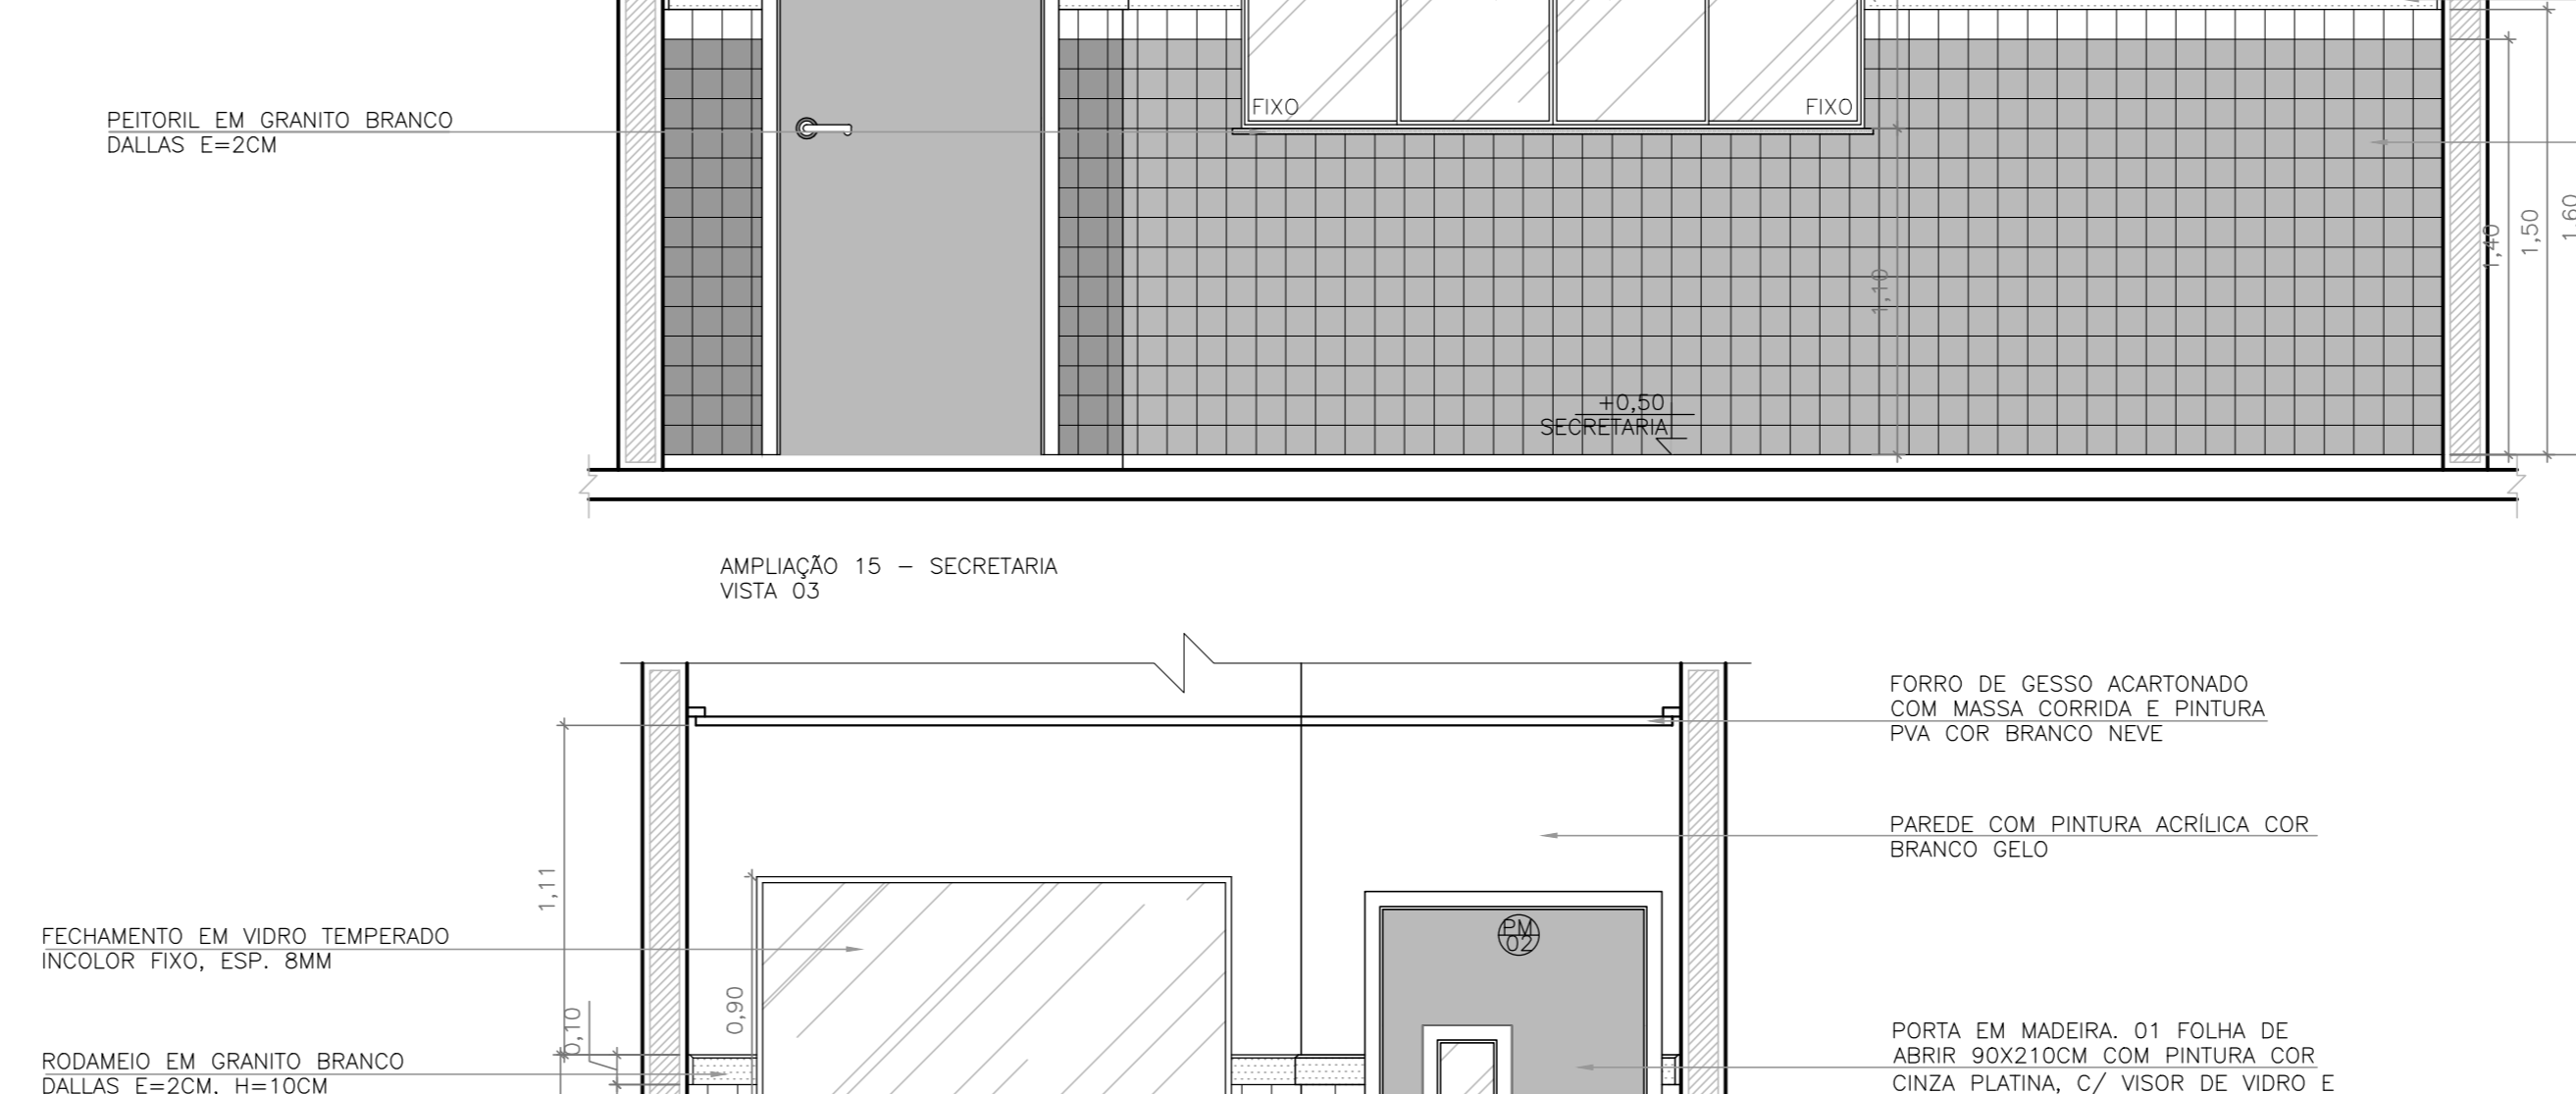 FIXO
FIXO
PEITORIL EM GRANITO BRANCO
DALLAS E=2CM
1,40
1,50
1,60
1,10
+0,50
SECRETARIA
AMPLIAÇÃO 15 – SECRETARIA
VISTA 03
FORRO DE GESSO ACARTONADO
COM MASSA CORRIDA E PINTURA
PVA COR BRANCO NEVE
PAREDE COM PINTURA ACRÍLICA COR
BRANCO GELO
1,11
PM
02
FECHAMENTO EM VIDRO TEMPERADO
INCOLOR FIXO, ESP. 8MM
0,90
0,10
RODAMEIO EM GRANITO BRANCO
DALLAS E=2CM. H=10CM
PORTA EM MADEIRA. 01 FOLHA DE
ABRIR 90X210CM COM PINTURA COR
CINZA PLATINA, C/ VISOR DE VIDRO E